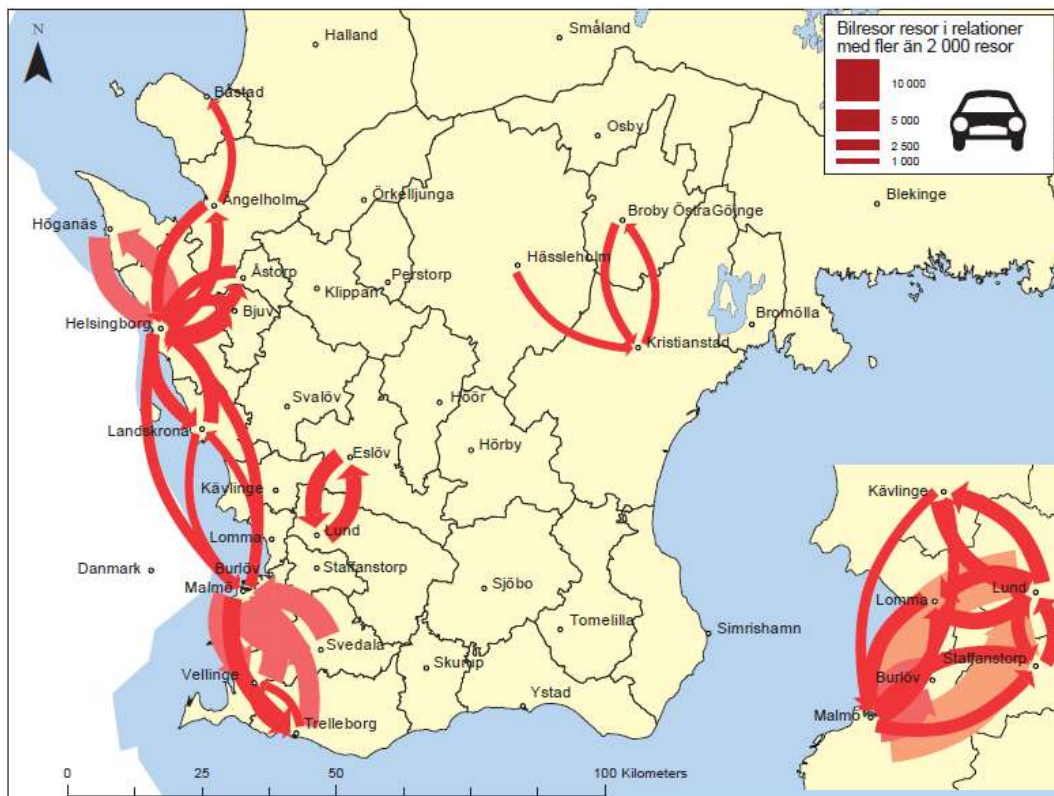 N
Halland
Småland
Bilresor resor i relationer
med fler än 2 000 resor
10 000
5 000
2 500
1 000
Båstad
Osby
Ängelholm
Örkelljunga
Blekinge
Höganäs
Broby ÖstraGöinge
Hässleholm
Åstorp
Perstorp
Klippan
Bjuv
Helsingborg
Bromölla
Kristianstad
Svalöv
Höör
Landskrona
Hörby
Eslöv
Kävlinge
Kävlinge
Lomma
Lund
Danmark
Burlöv
Staffanstorp
Malmö
Sjöbo
Lund
Lomma
Tomelilla
Simrishamn
Svedala
Skurup
Staffanstorp
Vellinge
Burlöv
Ystad
Malmö
Trelleborg
0 25 50 100 Kilometers